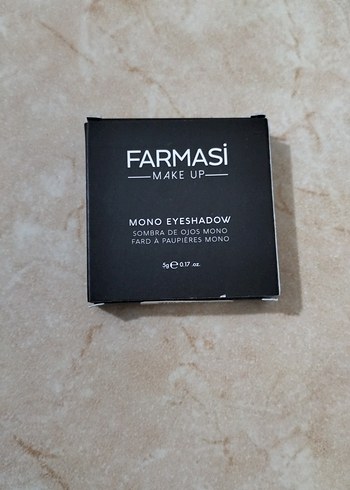 FARMASİ
MAKE UP
MONO EYESHADOW
SOMBRA DE OJOS MONO
FARD À PAUPIÈRES MONO
5g ℮ 0.17 .oz.